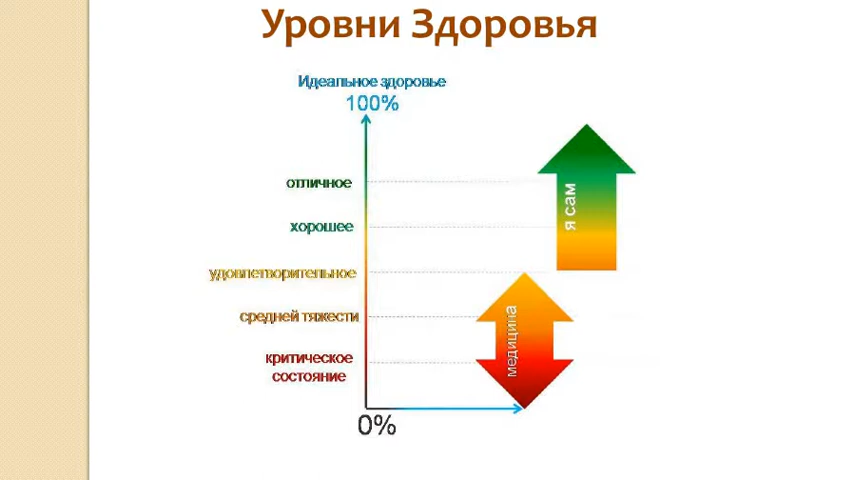 Уровни Здоровья
Идеальное здоровье
100%
отличное
хорошее
удовлетворительное
средней тяжести
критическое
состояние
0%
я сам
медицина